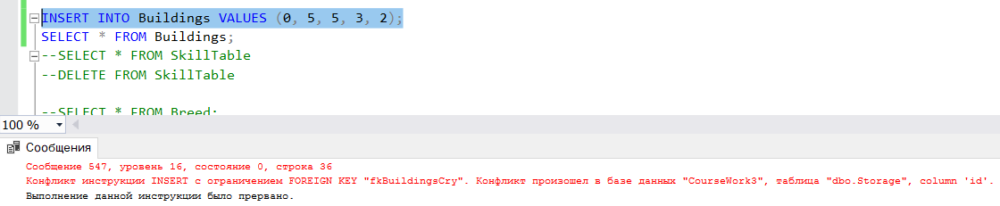 INSERT INTO Buildings VALUES (0, 5, 5, 3, 2);
SELECT * FROM Buildings;
--SELECT * FROM SkillTable
--DELETE FROM SkillTable
--SELECT * FROM Breed;
100 %
Сообщения
Сообщение 547, уровень 16, состояние 0, строка 36
Конфликт инструкции INSERT с ограничением FOREIGN KEY "fkBuildingsCry". Конфликт произошел в базе данных "CourseWork3", таблица "dbo.Storage", column 'id'.
Выполнение данной инструкции было прервано.